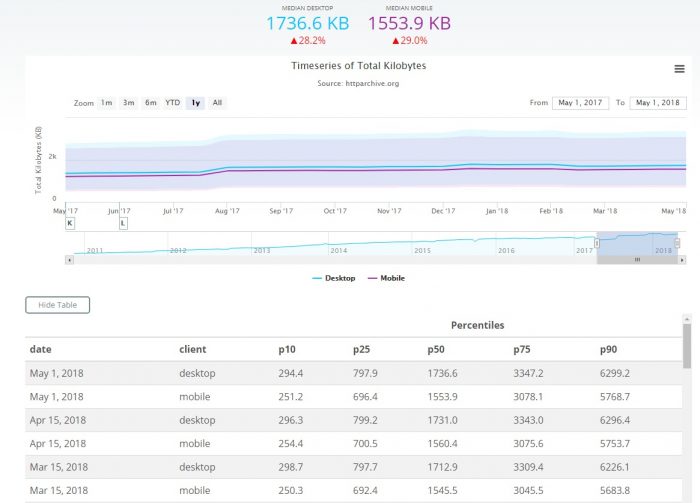 MEDIAN DESKTOP MEDIAN MOBILE
1736.6 KB 1553.9 KB
▲28.2% ▲29.0%
Timeseries of Total Kilobytes
Source: httparchive.org
Zoom 1m 3m 6m YTD 1y All From May 1, 2017 To May 1, 2018
Total Kilobytes (KB)
2k
0
May '17 Jun '17 Jul '17 Aug '17 Sep '17 Oct '17 Nov '17 Dec '17 Jan '18 Feb '18 Mar '18 May '18
K L
2011 2012 2013 2014 2015 2016 2017 2018
Desktop Mobile
Hide Table
Percentiles
date client p10 p25 p50 p75 p90
May 1, 2018 desktop 294.4 797.9 1736.6 3347.2 6299.2
May 1, 2018 mobile 251.2 696.4 1553.9 3078.1 5768.7
Apr 15, 2018 desktop 296.3 799.2 1731.0 3343.0 6296.4
Apr 15, 2018 mobile 254.4 700.5 1560.4 3075.6 5753.7
Mar 15, 2018 desktop 298.7 797.7 1712.9 3309.4 6226.1
Mar 15, 2018 mobile 250.3 692.4 1545.5 3045.5 5683.8